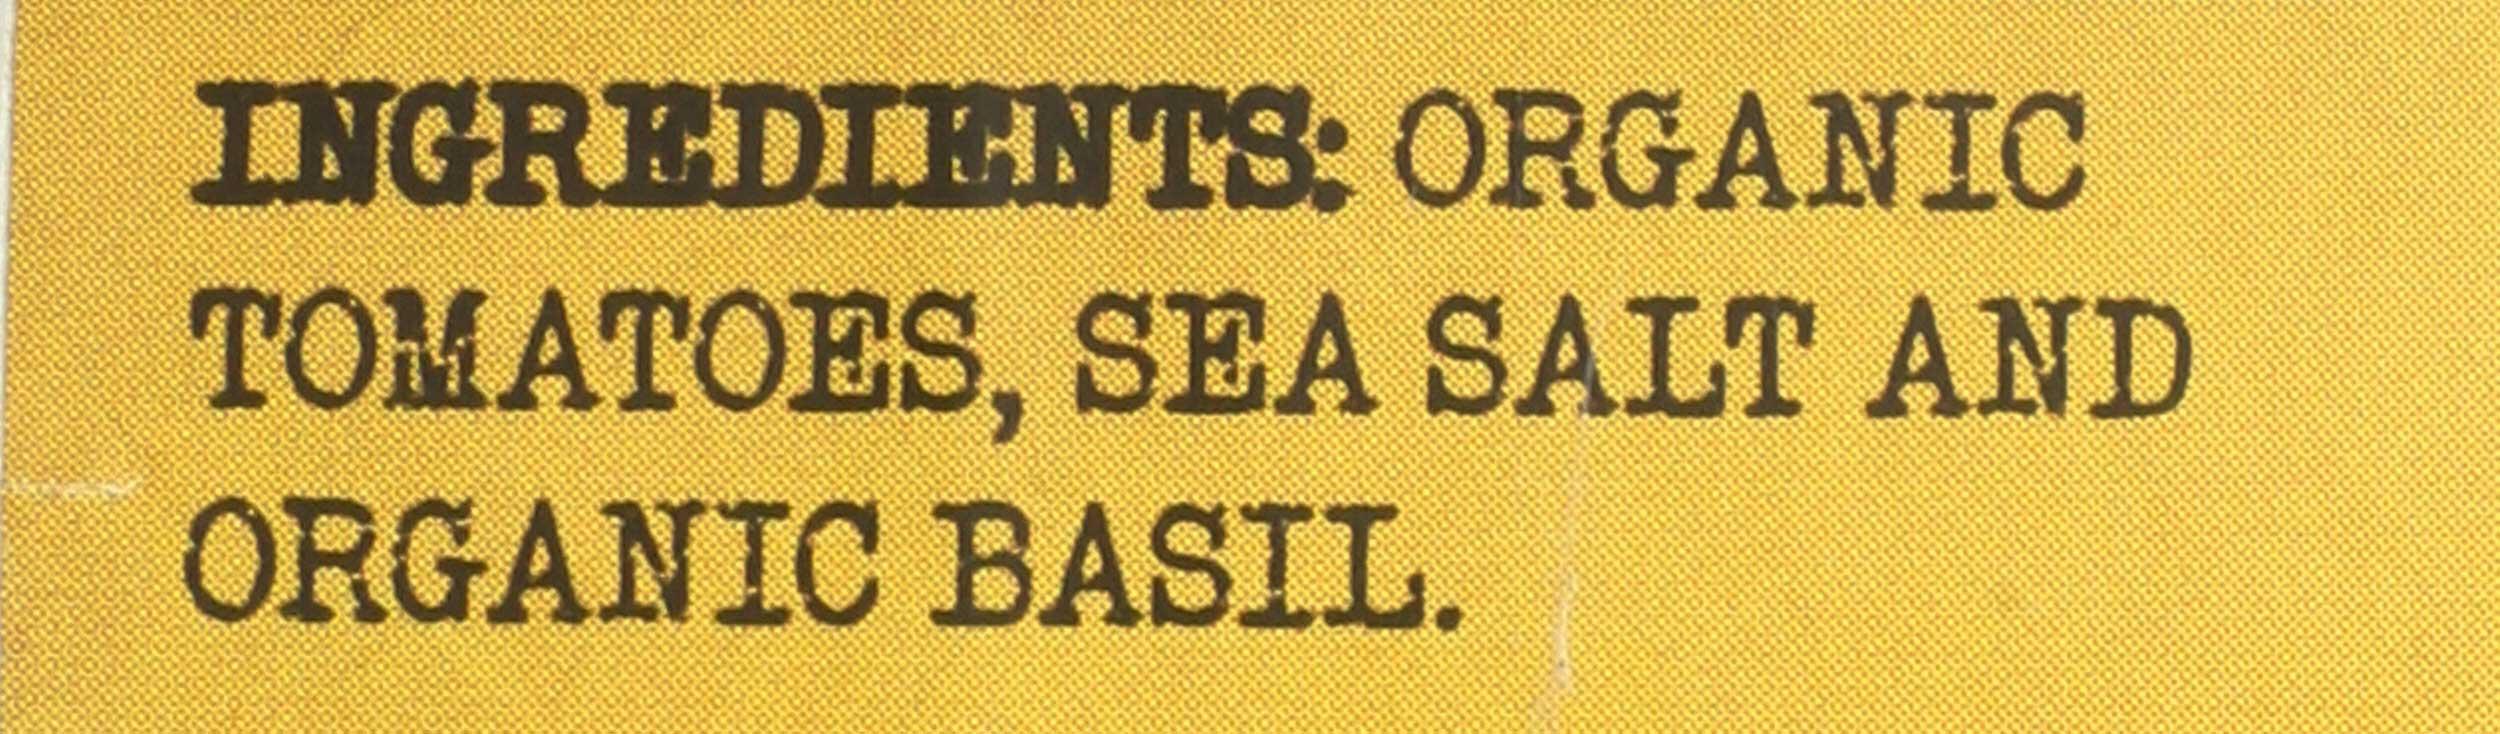 INGREDIENTS: ORGANIC
TOMATOES, SEA SALT AND
ORGANIC BASIL.